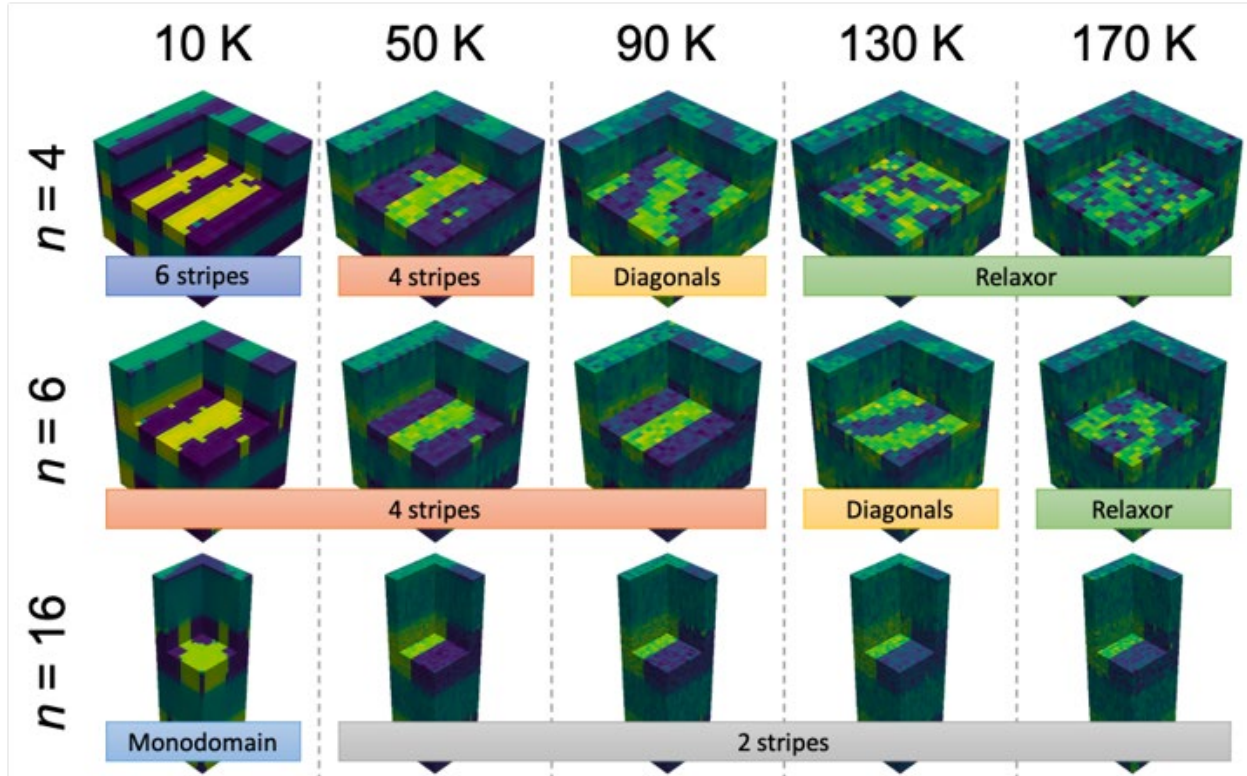 10 K 50 K 90 K 130 K 170 K
n = 4
6 stripes 4 stripes Diagonals Relaxor
n = 6
4 stripes Diagonals Relaxor
n = 16
Monodomain 2 stripes